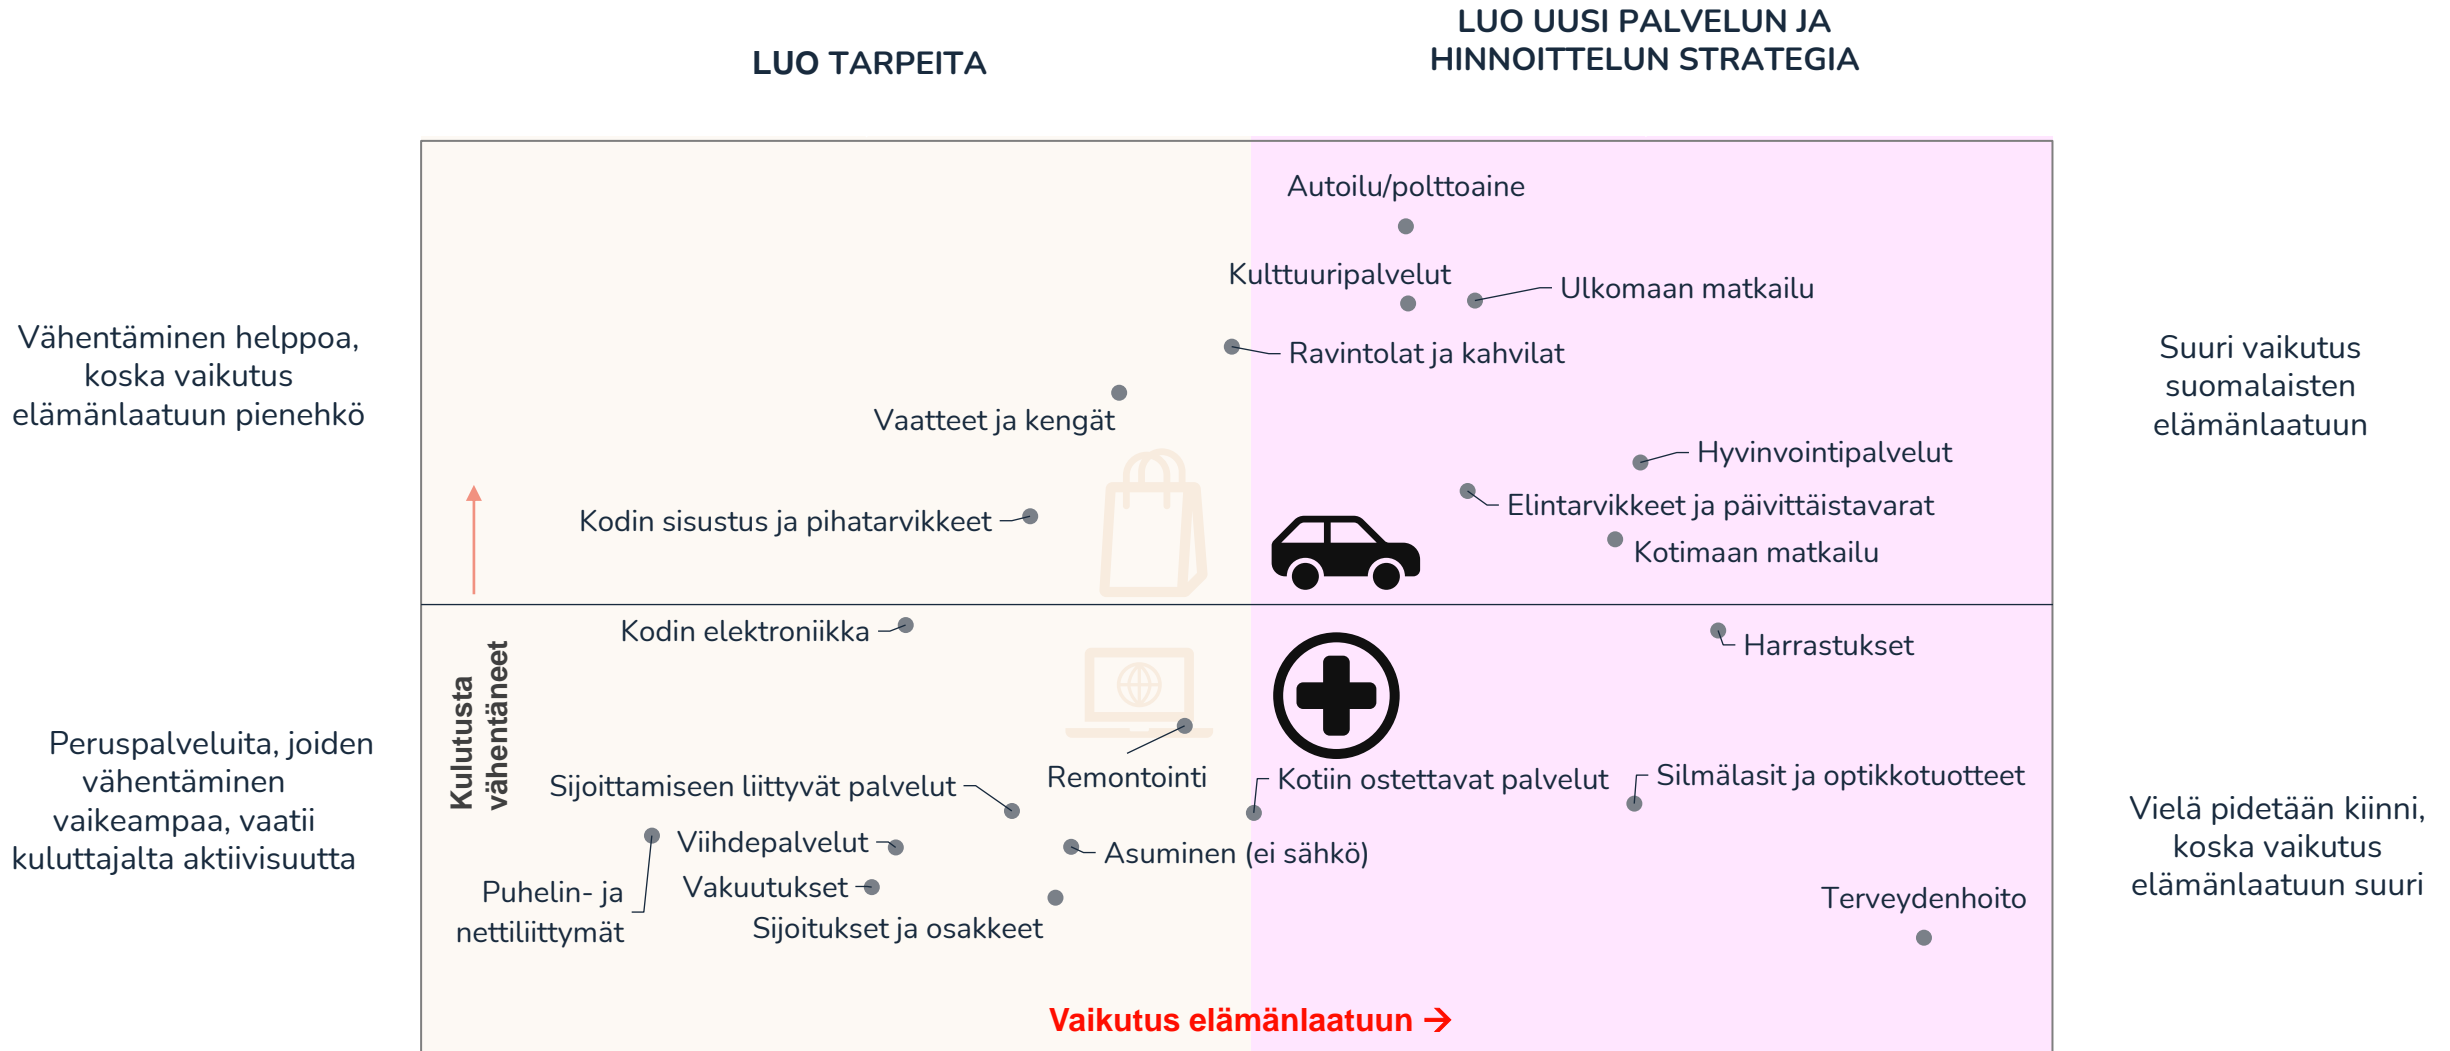 LUO TARPEITA
LUO UUSI PALVELUN JA
HINNOITTELUN STRATEGIA
Vähentäminen helppoa,
koska vaikutus
elämänlaatuun pienehkö
Peruspalveluita, joiden
vähentäminen
vaikeampaa, vaatii
kuluttajalta aktiivisuutta
Autoilu/polttoaine
Kulttuuripalvelut
Ulkomaan matkailu
Ravintolat ja kahvilat
Vaatteet ja kengät
Hyvinvointipalvelut
Elintarvikkeet ja päivittäistavarat
Kodin sisustus ja pihatarvikkeet
Kotimaan matkailu
Kodin elektroniikka
Harrastukset
Kulutusta
vähentäneet
Remontointi
Sijoittamiseen liittyvät palvelut
Kotiin ostettavat palvelut
Silmälasit ja optikkotuotteet
Viihdepalvelut
Asuminen (ei sähkö)
Vakuutukset
Puhelin- ja
nettiliittymät
Sijoitukset ja osakkeet
Terveydenhoito
Vaikutus elämänlaatuun →
Suuri vaikutus
suomalaisten
elämänlaatuun
Vielä pidetään kiinni,
koska vaikutus
elämänlaatuun suuri